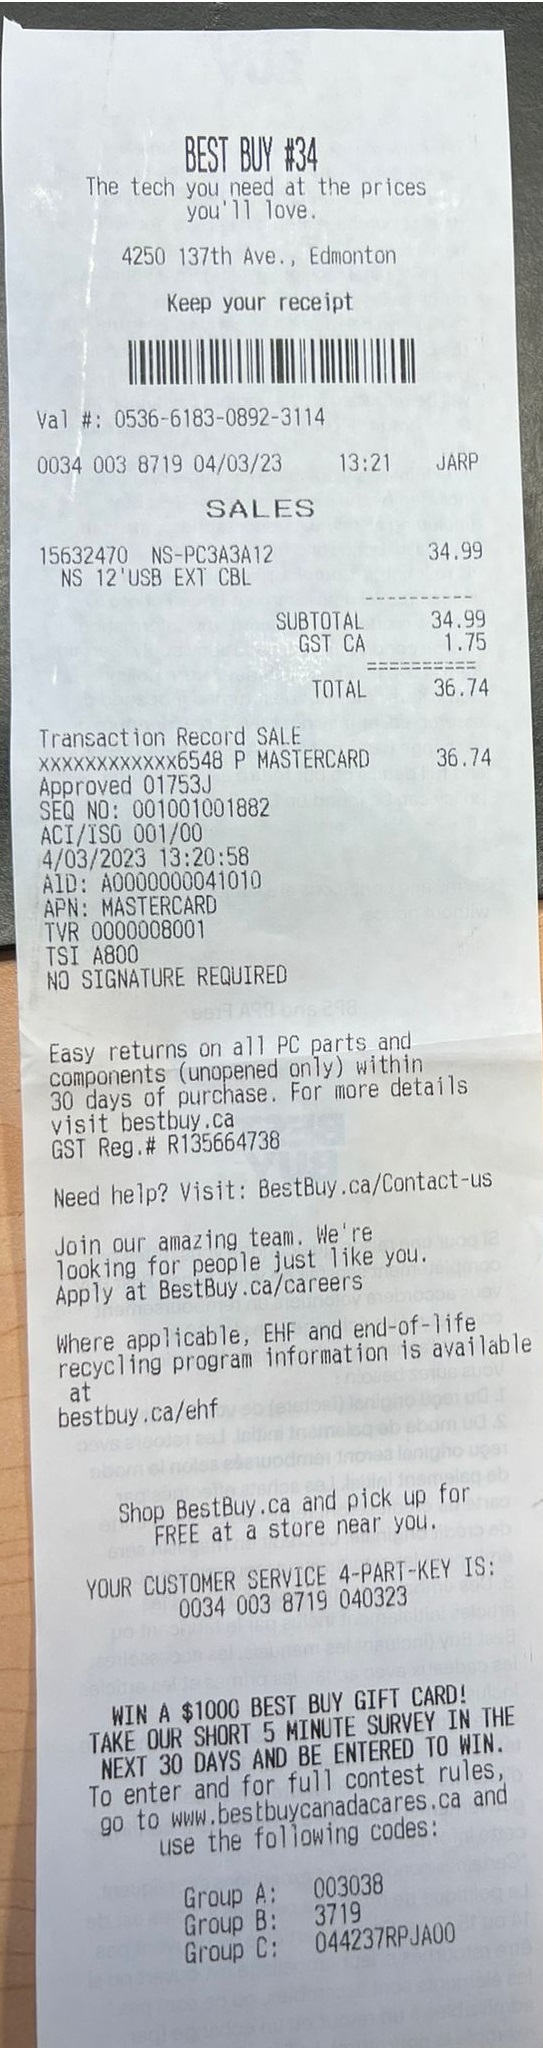 BEST BUY #34
The tech you need at the prices
you'll love.
4250 137th Ave., Edmonton
Keep your receipt
Val #: 0536-6183-0892-3114
0034 003 8719 04/03/23 13:21 JARP
SALES
15632470 NS-PC3A3A12 34.99
NS 12'USB EXT CBL
----------
SUBTOTAL 34.99
GST CA 1.75
==========
TOTAL 36.74
Transaction Record SALE
XXXXXXXXXXXX6548 P MASTERCARD 36.74
Approved 01753J
SEQ NO: 001001001882
ACI/ISO 001/00
4/03/2023 13:20:58
AID: A0000000041010
APN: MASTERCARD
TVR 0000008001
TSI A800
NO SIGNATURE REQUIRED
Easy returns on all PC parts and
components (unopened only) within
30 days of purchase. For more details
visit bestbuy.ca
GST Reg.# R135664738
Need help? Visit: BestBuy.ca/Contact-us
Join our amazing team. We're
looking for people just like you.
Apply at BestBuy.ca/careers
Where applicable, EHF and end-of-life
recycling program information is available
at
bestbuy.ca/ehf
Shop BestBuy.ca and pick up for
FREE at a store near you.
YOUR CUSTOMER SERVICE 4-PART-KEY IS:
0034 003 8719 040323
WIN A $1000 BEST BUY GIFT CARD!
TAKE OUR SHORT 5 MINUTE SURVEY IN THE
NEXT 30 DAYS AND BE ENTERED TO WIN.
To enter and for full contest rules,
go to www.bestbuycanadacares.ca and
use the following codes:
Group A: 003038
Group B: 3719
Group C: 044237RPJA00